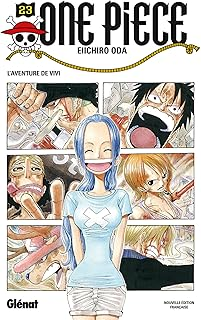 23
ONE PIECE
EIICHIRO ODA
L'AVENTURE DE VIVI
Glénat
NOUVELLE ÉDITION
FRANÇAISE